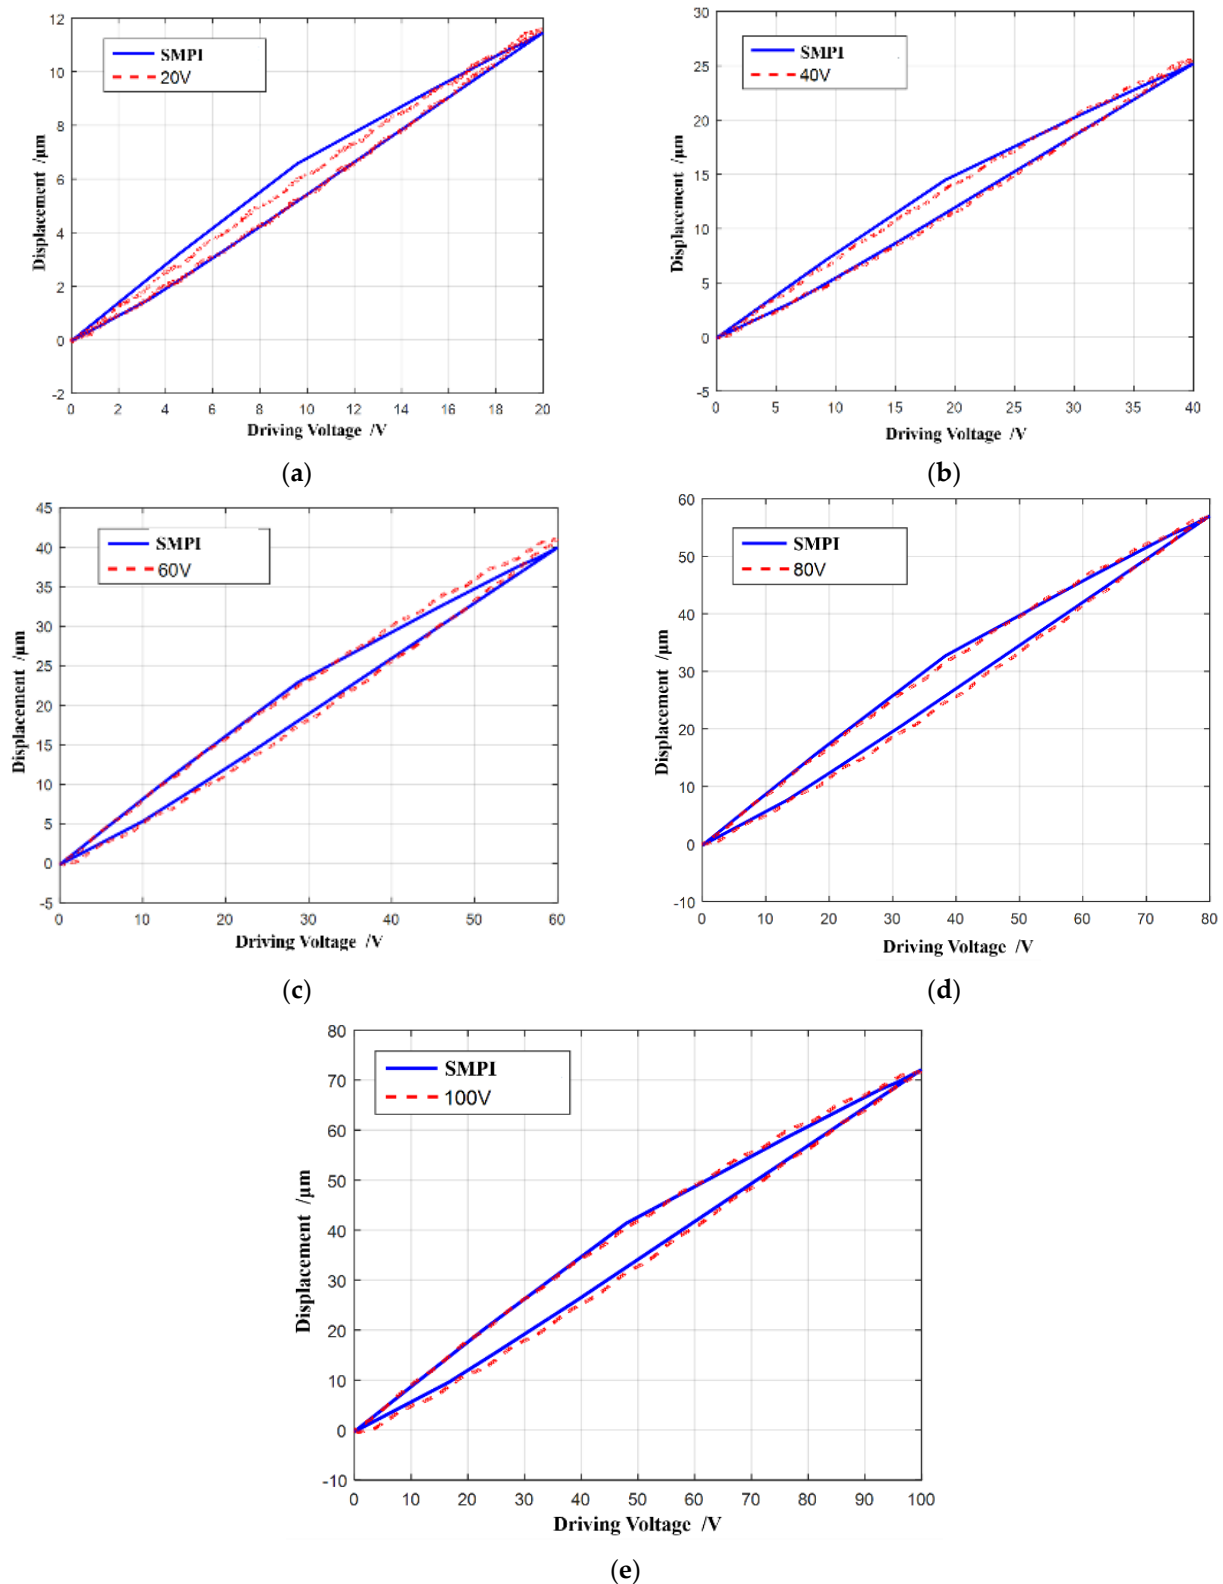 12
10
8
6
4
2
0
-2
Displacement /μm
SMPI
20V
0 2 4 6 8 10 12 14 16 18 20
Driving Voltage /V
(a)
30
25
20
15
10
5
0
-5
Displacement /μm
SMPI
40V
0 5 10 15 20 25 30 35 40
Driving Voltage /V
(b)
45
40
35
30
25
20
15
10
5
0
-5
Displacement /μm
SMPI
60V
0 10 20 30 40 50 60
Driving Voltage /V
(c)
60
50
40
30
20
10
0
-10
Displacement /μm
SMPI
80V
0 10 20 30 40 50 60 70 80
Driving Voltage /V
(d)
80
70
60
50
40
30
20
10
0
-10
Displacement /μm
SMPI
100V
0 10 20 30 40 50 60 70 80 90 100
Driving Voltage /V
(e)